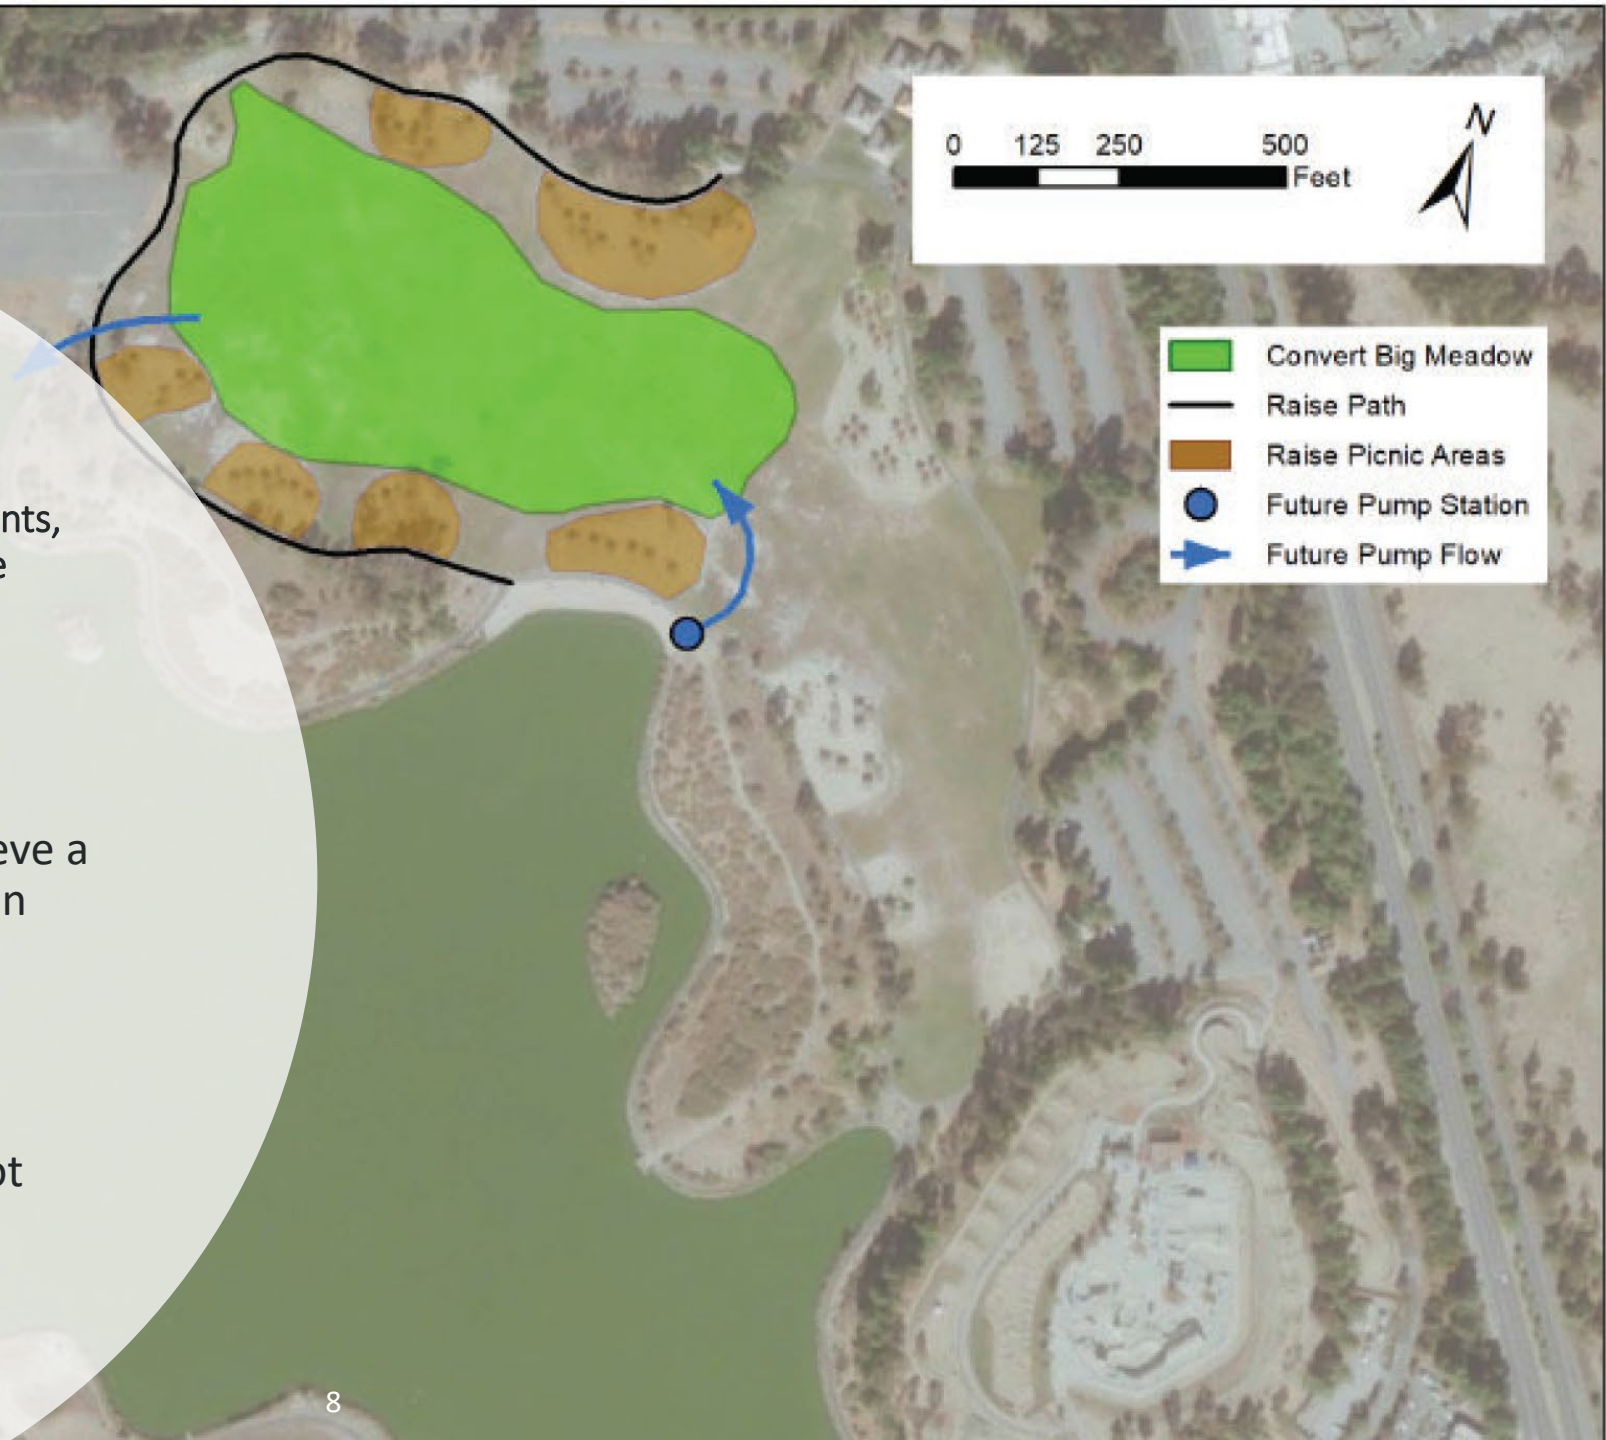 N
0 125 250 500
Feet
Convert Big Meadow
Raise Path
Raise Picnic Areas
Future Pump Station
Future Pump Flow
nts,
e
eve a
n
ot
8